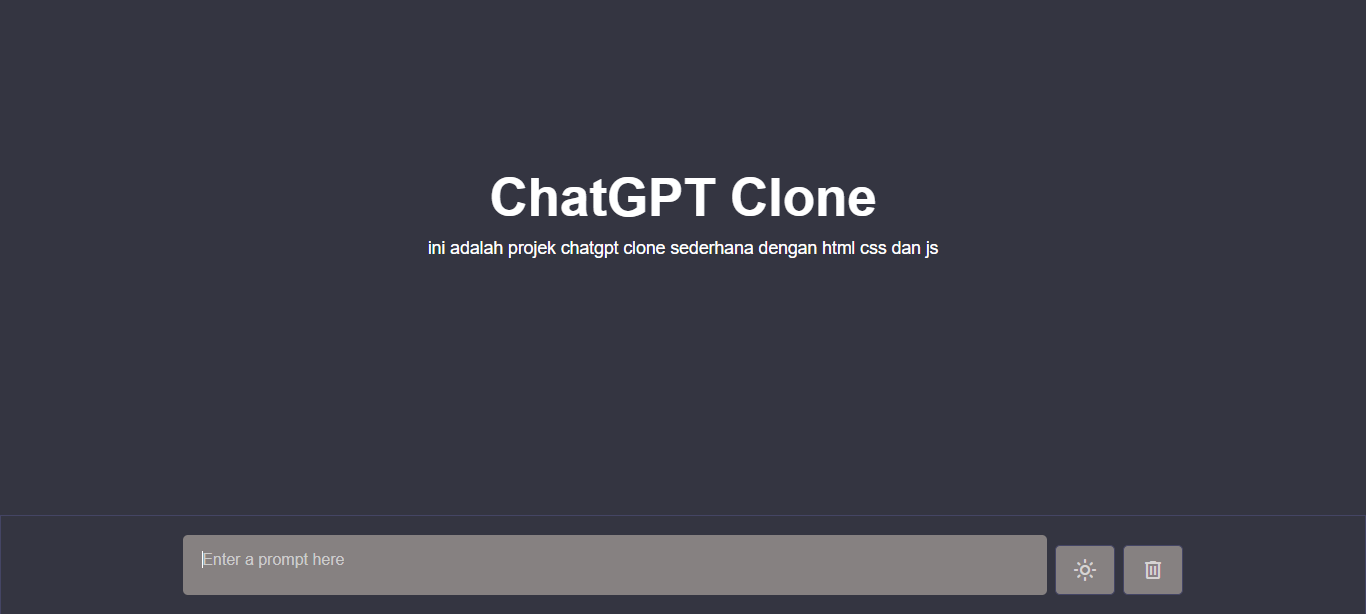 ChatGPT Clone
ini adalah projek chatgpt clone sederhana dengan html css dan js
Enter a prompt here